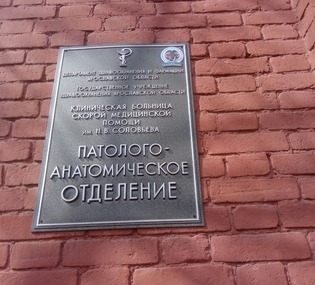 ДЕПАРТАМЕНТ ЗДРАВООХРАНЕНИЯ И ФАРМАЦИИ
ЯРОСЛАВСКОЙ ОБЛАСТИ
ГОСУДАРСТВЕННОЕ УЧРЕЖДЕНИЕ
ЗДРАВООХРАНЕНИЯ ЯРОСЛАВСКОЙ ОБЛАСТИ
КЛИНИЧЕСКАЯ БОЛЬНИЦА
СКОРОЙ МЕДИЦИНСКОЙ
ПОМОЩИ
ИМ. Н.В. СОЛОВЬЕВА
ПАТОЛОГО-
АНАТОМИЧЕСКОЕ
ОТДЕЛЕНИЕ